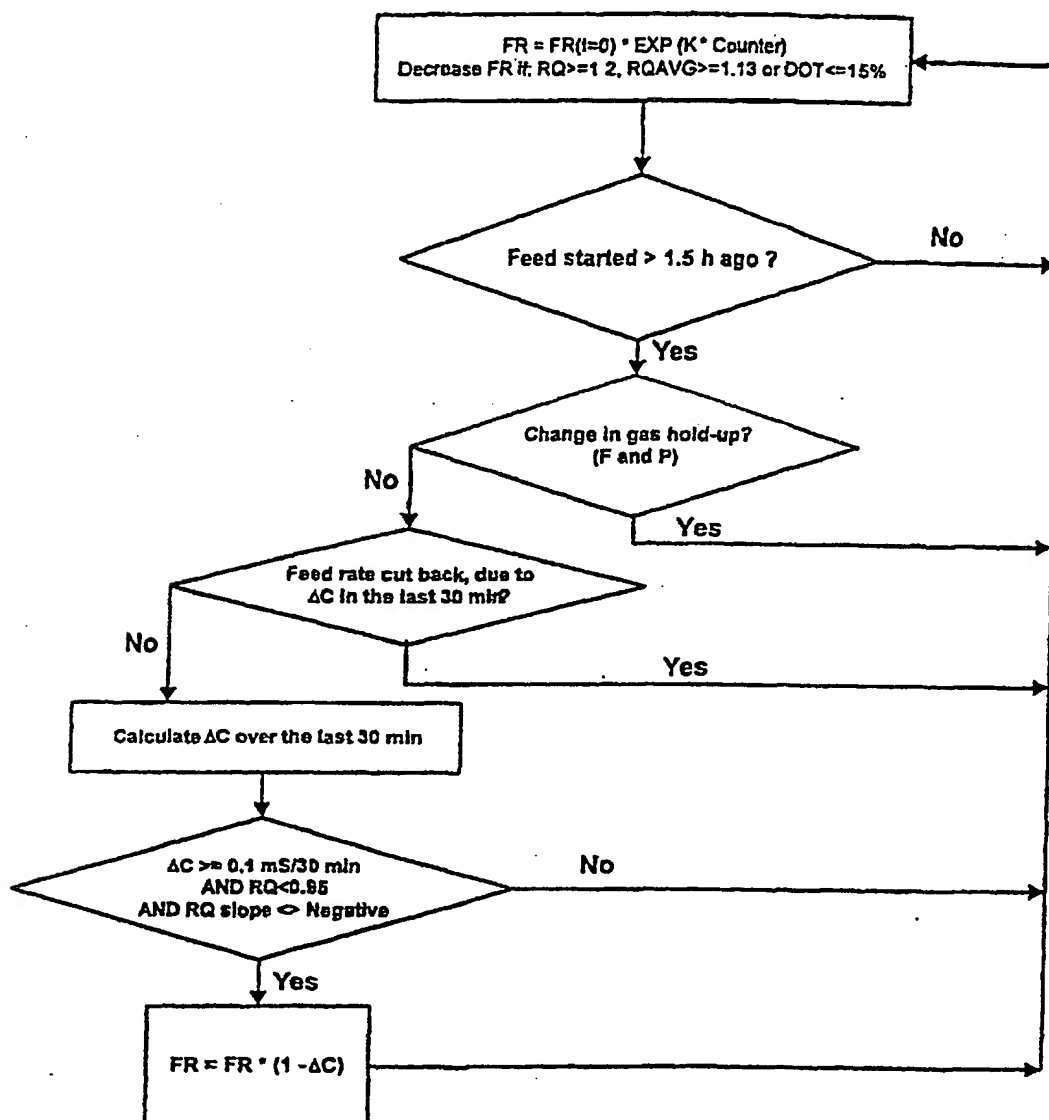 FR = FR(t=0) * EXP (K* Counter)
Decrease FR if: RQ>=1 2, RQAVG>=1.13 or DOT<=15%
Feed started > 1.5 h ago ?
No
Yes
Change in gas hold-up?
(F and P)
No
Yes
Feed rate cut back, due to
ΔC in the last 30 min?
No
Yes
Calculate ΔC over the last 30 min
ΔC >= 0.1 mS/30 min
AND RQ<0.95
AND RQ slope <> Negative
No
Yes
FR = FR * (1 -ΔC)